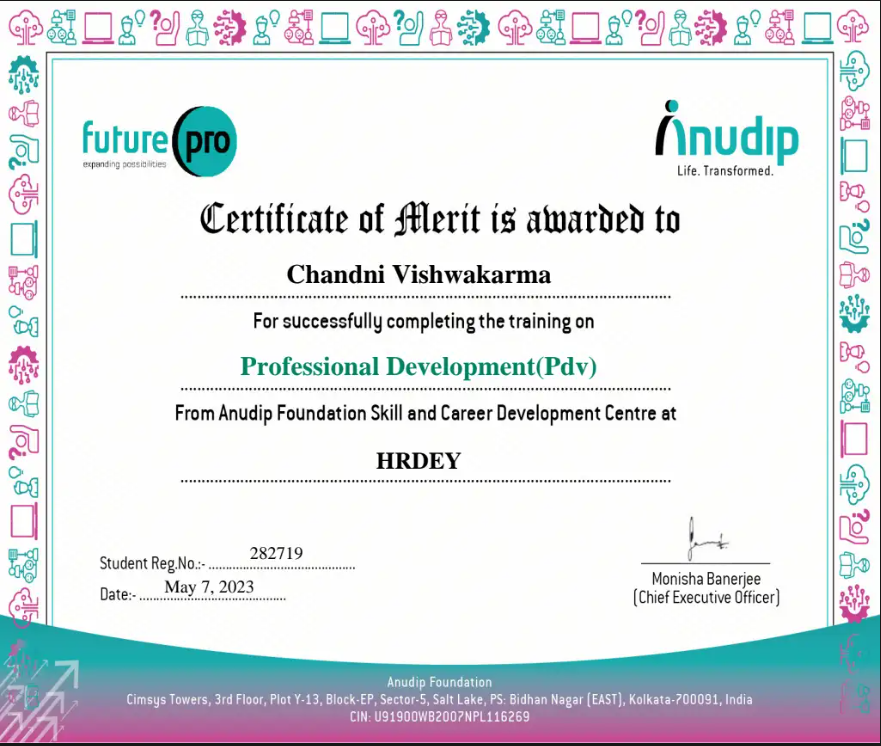 future pro
expanding possibilities
Anudip
Life. Transformed.
Certificate of Merit is awarded to
Chandni Vishwakarma
For successfully completing the training on
Professional Development(Pdv)
From Anudip Foundation Skill and Career Development Centre at
HRDEY
Student Reg.No.:- 282719
Date:- May 7, 2023
Monisha Banerjee
(Chief Executive Officer)
Anudip Foundation
Cimsys Towers, 3rd Floor, Plot Y-13, Block-EP, Sector-5, Salt Lake, PS: Bidhan Nagar (EAST), Kolkata-700091, India
CIN: U91900WB2007NPL116269